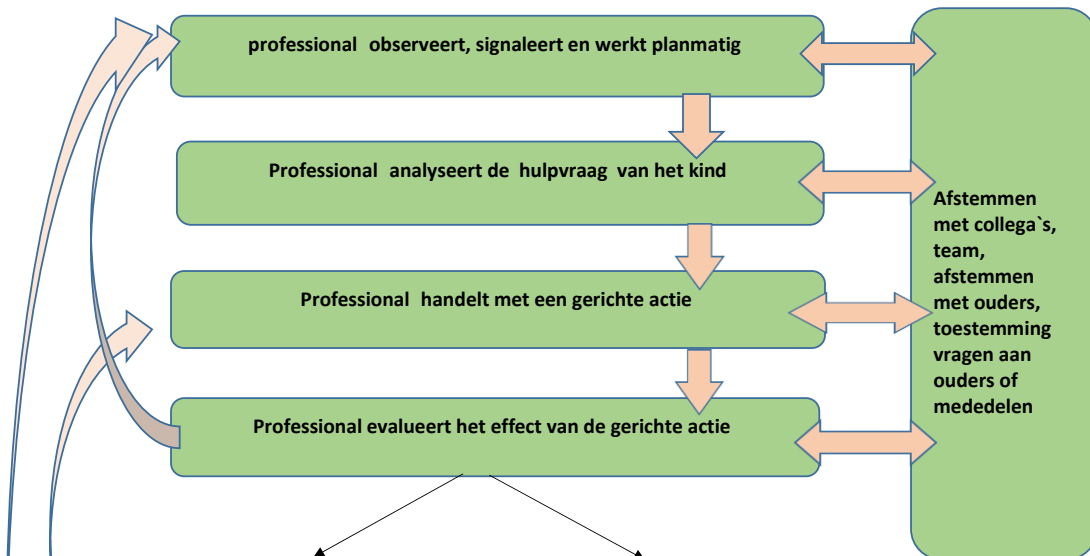 professional observeert, signaleert en werkt planmatig
Professional analyseert de hulpvraag van het kind
Professional handelt met een gerichte actie
Professional evalueert het effect van de gerichte actie
Afstemmen
met collega`s,
team,
afstemmen
met ouders,
toestemming
vragen aan
ouders of
mededelen